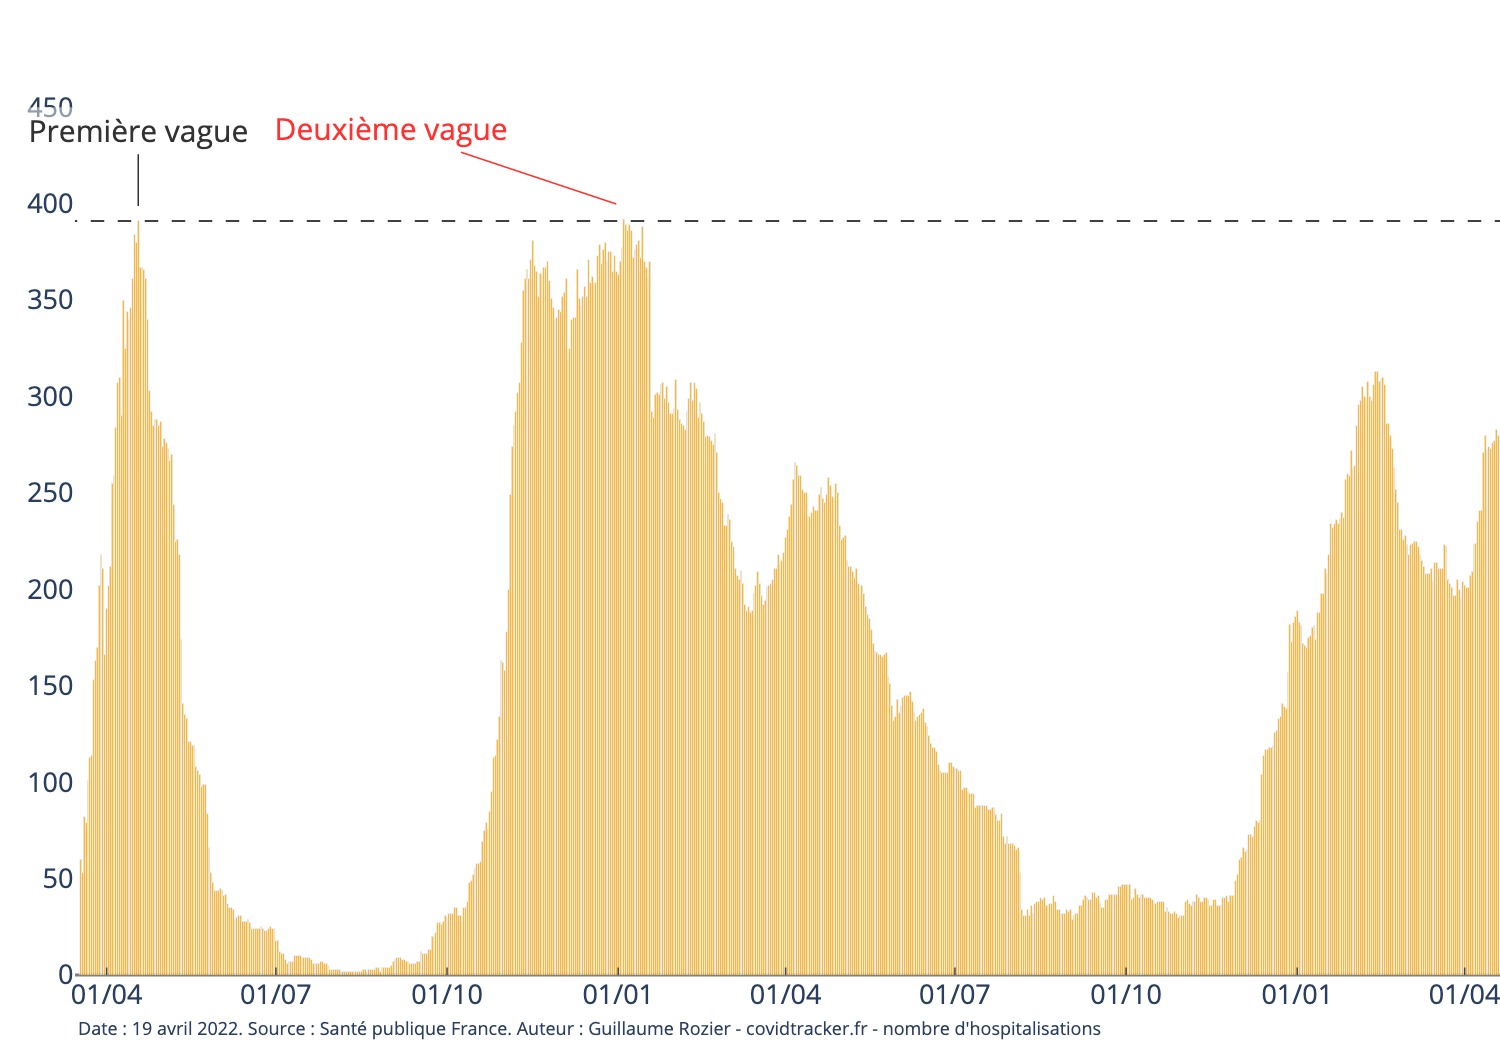 450
Première vague
Deuxième vague
400
350
300
250
200
150
100
50
0
01/04 01/07 01/10 01/01 01/04 01/07 01/10 01/01 01/04
Date : 19 avril 2022. Source : Santé publique France. Auteur : Guillaume Rozier - covidtracker.fr - nombre d'hospitalisations